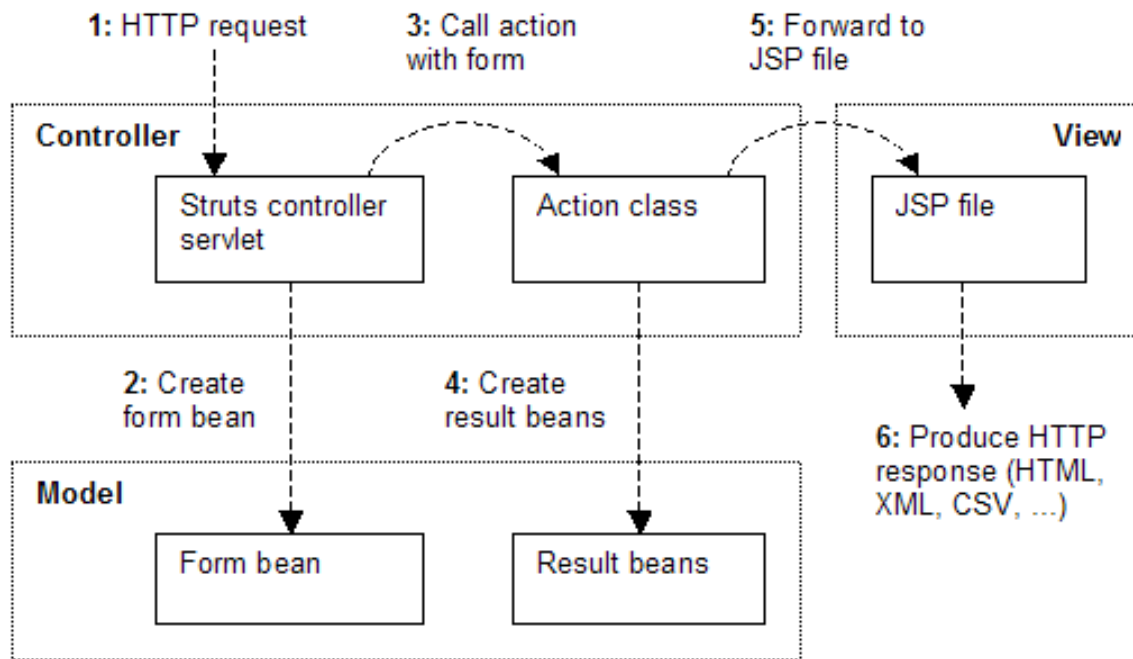 1: HTTP request
3: Call action
with form
5: Forward to
JSP file
Controller
View
Struts controller
servlet
Action class
JSP file
2: Create
form bean
4: Create
result beans
6: Produce HTTP
response (HTML,
XML, CSV, ...)
Model
Form bean
Result beans